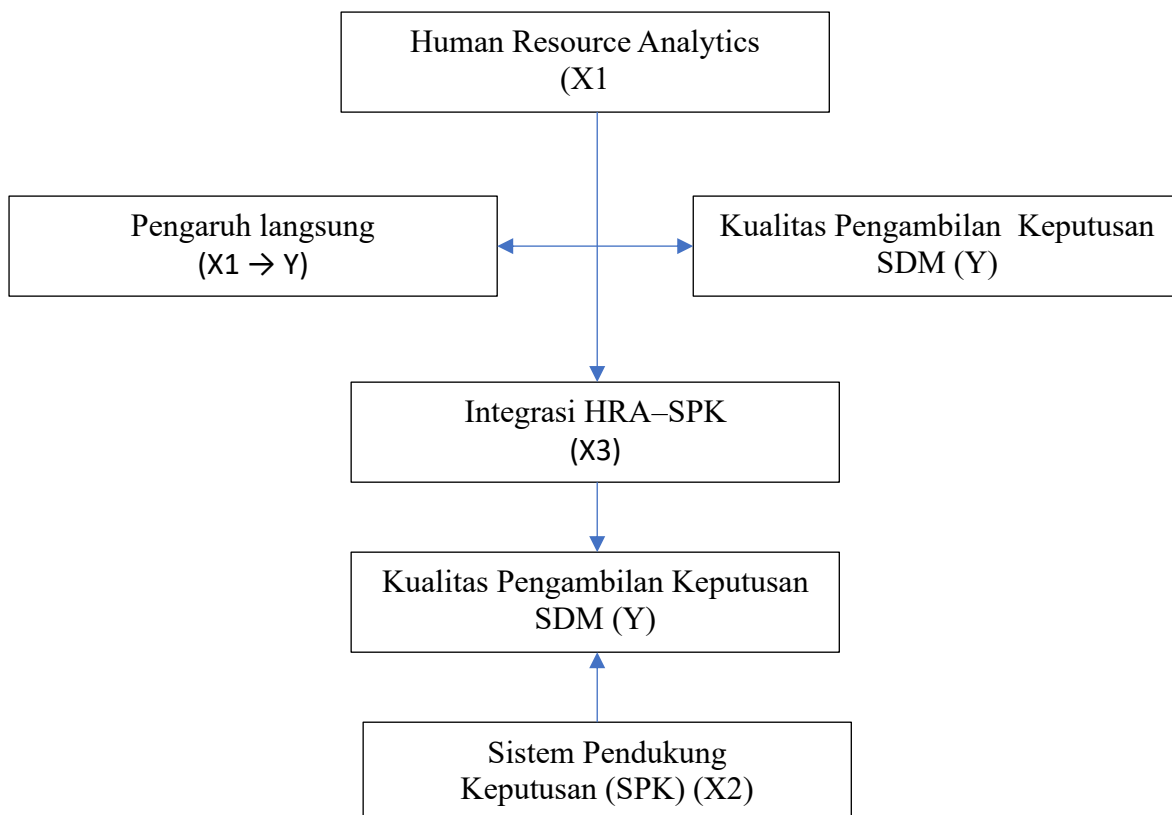 Human Resource Analytics
(X1
Pengaruh langsung
(X1 → Y)
Kualitas Pengambilan  Keputusan
SDM (Y)
Integrasi HRA–SPK
(X3)
Kualitas Pengambilan Keputusan
SDM (Y)
Sistem Pendukung
Keputusan (SPK) (X2)